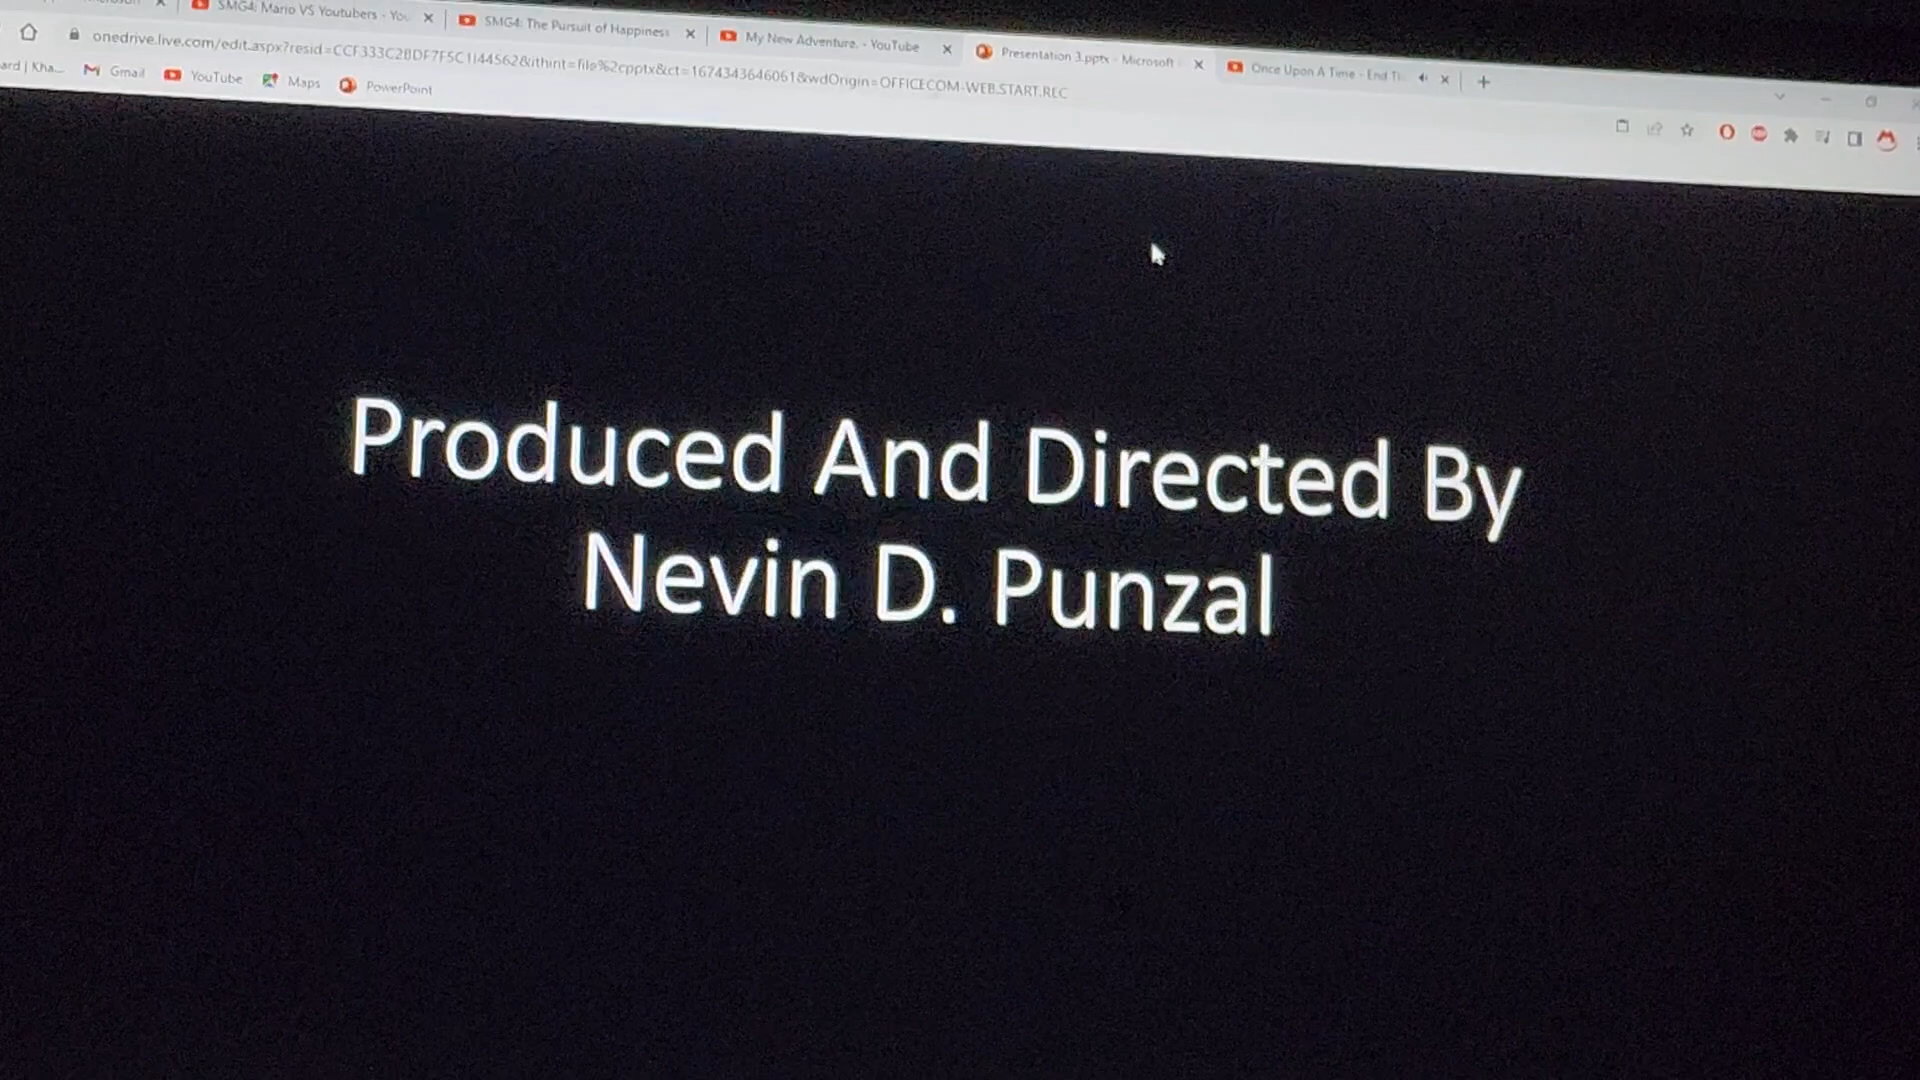 SMG4: Mario VS Youtubers - You
SMG4: The Pursuit of Happiness
My New Adventure. - YouTube
Presentation 3.pptx - Microsoft
Once Upon A Time - End Ti
onedrive.live.com/edit.aspx?resid=CCF333C2BDF7F5C1!44562&ithint=file%2cpptx&ct=1674343646061&wdOrigin=OFFICECOM-WEB.START.REC
ard | Kha...
Gmail
YouTube
Maps
PowerPoint
Produced And Directed By
Nevin D. Punzal